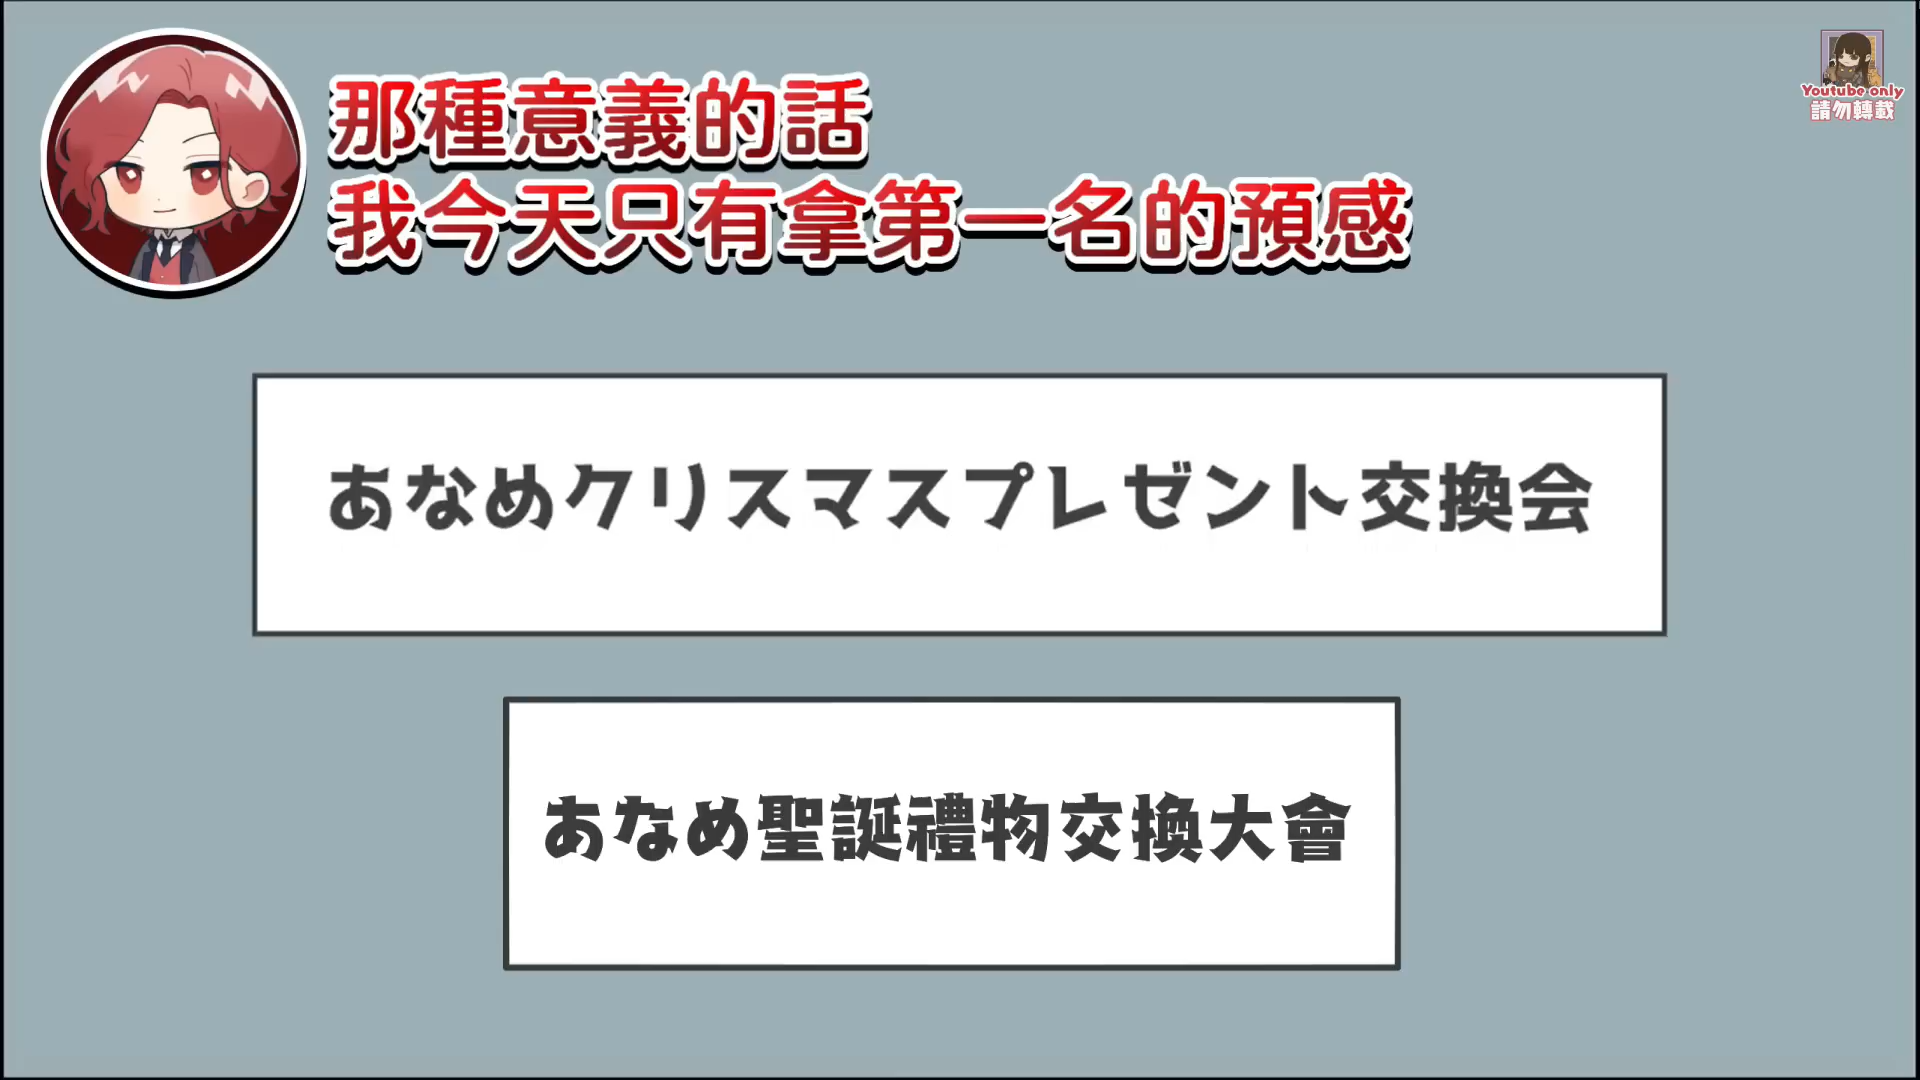 那種意義的話
我今天只有拿第一名的預感
Youtube only
請勿轉載
あなめクリスマスプレゼント交換会
あなめ聖誕禮物交換大會